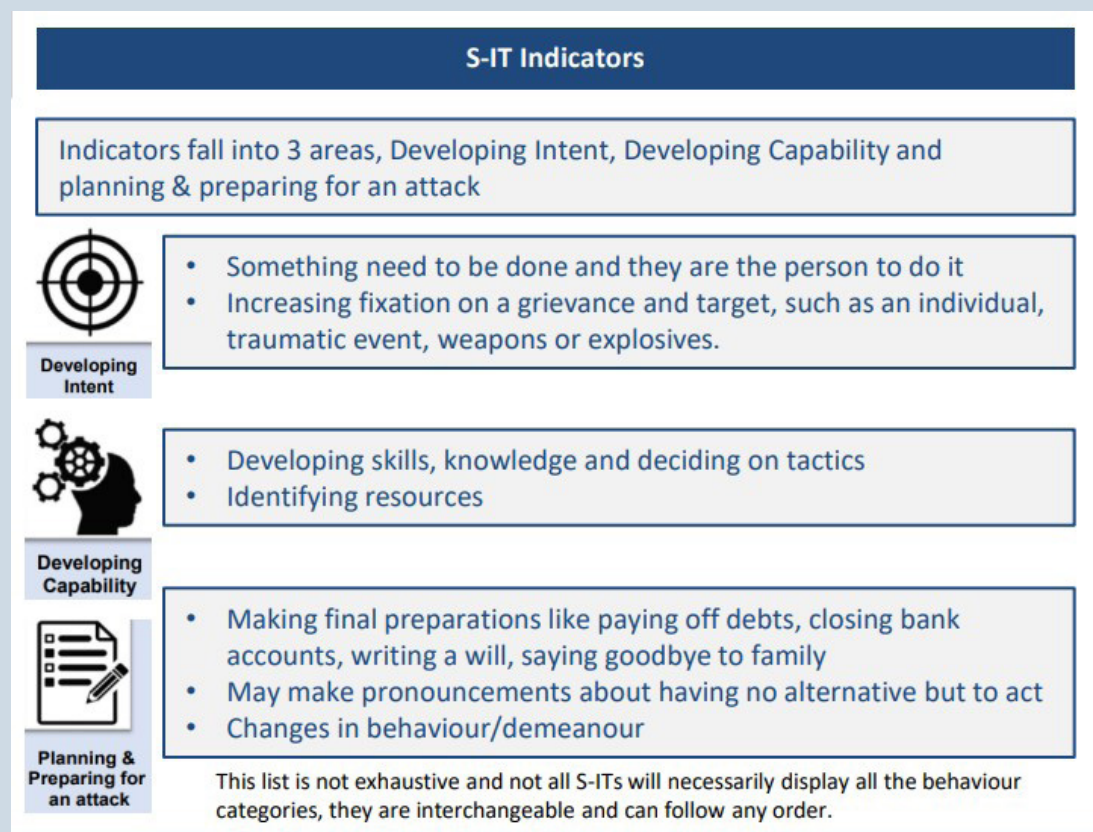 S-IT Indicators
Indicators fall into 3 areas, Developing Intent, Developing Capability and
planning & preparing for an attack
• Something need to be done and they are the person to do it
• Increasing fixation on a grievance and target, such as an individual,
traumatic event, weapons or explosives.
Developing
Intent
• Developing skills, knowledge and deciding on tactics
• Identifying resources
Developing
Capability
• Making final preparations like paying off debts, closing bank
accounts, writing a will, saying goodbye to family
• May make pronouncements about having no alternative but to act
• Changes in behaviour/demeanour
Planning &
Preparing for
an attack
This list is not exhaustive and not all S-ITs will necessarily display all the behaviour
categories, they are interchangeable and can follow any order.